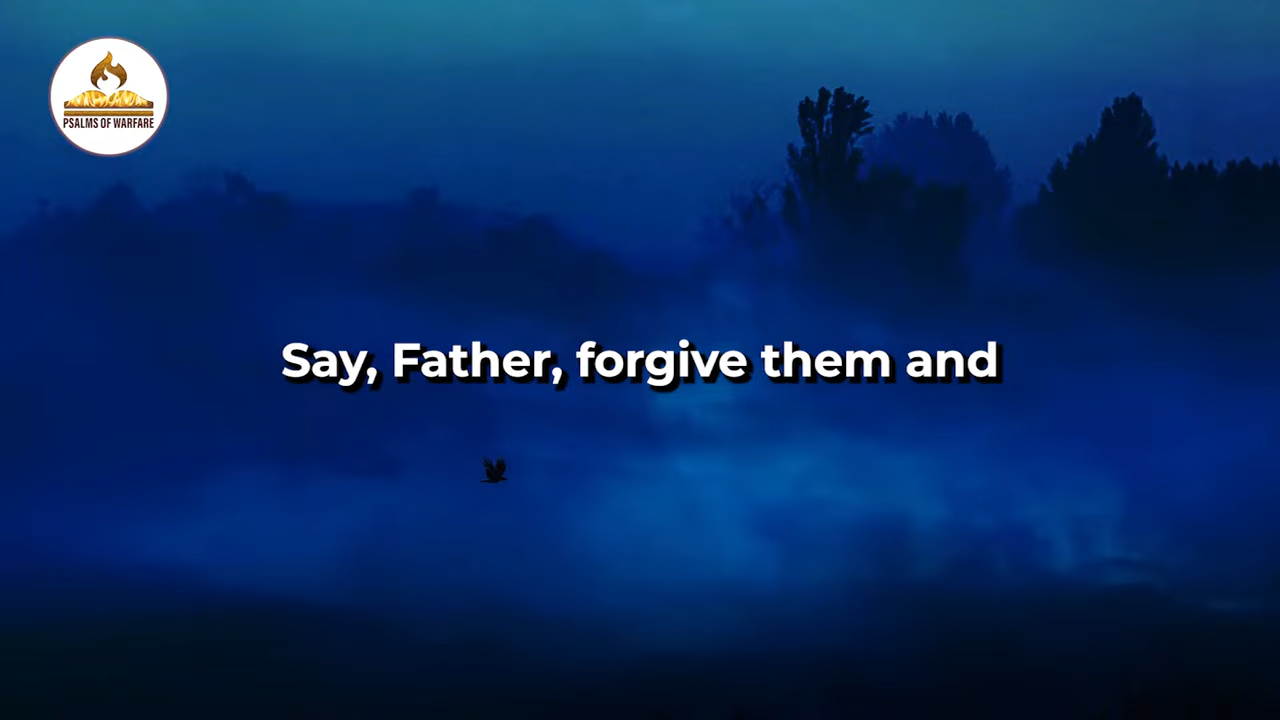 PSALMS OF WARFARE
Say, Father, forgive them and